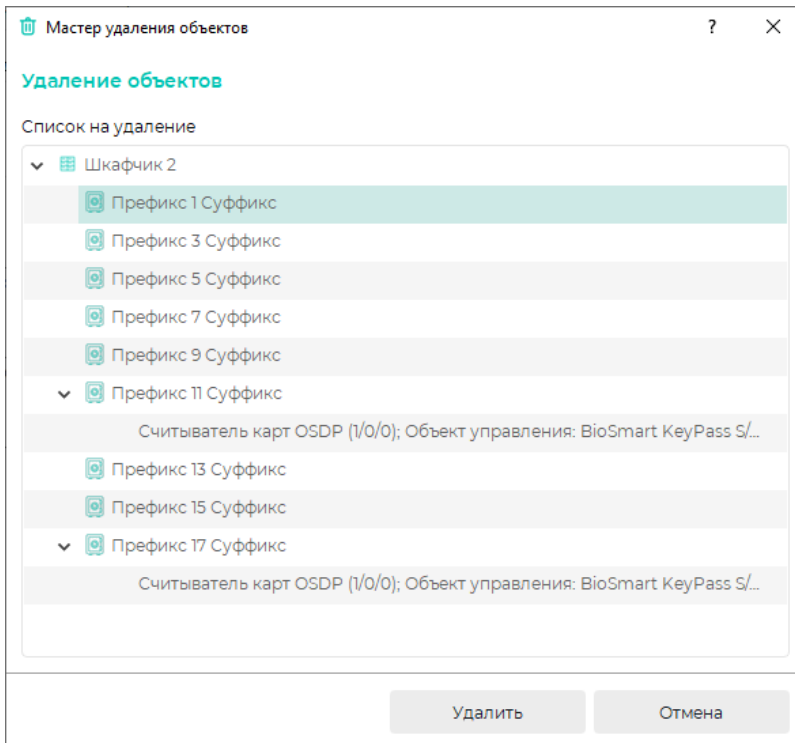 Мастер удаления объектов ?
Удаление объектов
Список на удаление
Шкафчик 2
Префикс 1 Суффикс
Префикс 3 Суффикс
Префикс 5 Суффикс
Префикс 7 Суффикс
Префикс 9 Суффикс
Префикс 11 Суффикс
Считыватель карт OSDP (1/0/0); Объект управления: BioSmart KeyPass S/...
Префикс 13 Суффикс
Префикс 15 Суффикс
Префикс 17 Суффикс
Считыватель карт OSDP (1/0/0); Объект управления: BioSmart KeyPass S/...
Удалить Отмена